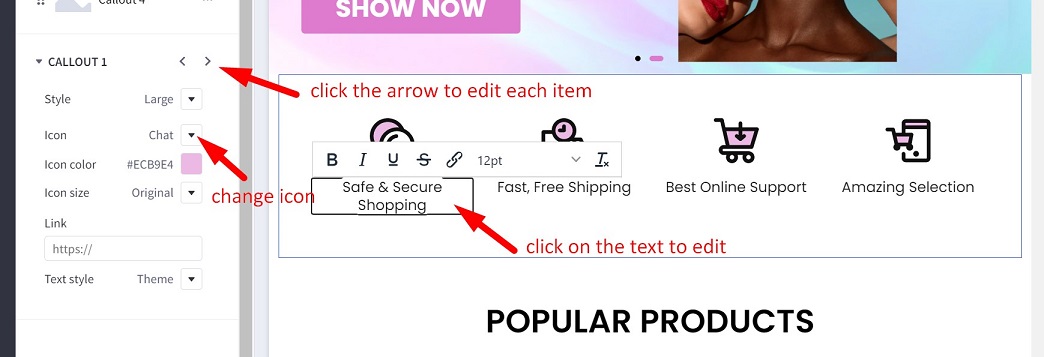 Callout 4
SHOW NOW
CALLOUT 1
click the arrow to edit each item
Style
Large
Icon
Chat
Icon color
#ECB9E4
change icon
Icon size
Original
Link
https://
Text style
Theme
B I U S 12pt Tx
Safe & Secure
Shopping
Fast, Free Shipping
Best Online Support
Amazing Selection
click on the text to edit
POPULAR PRODUCTS